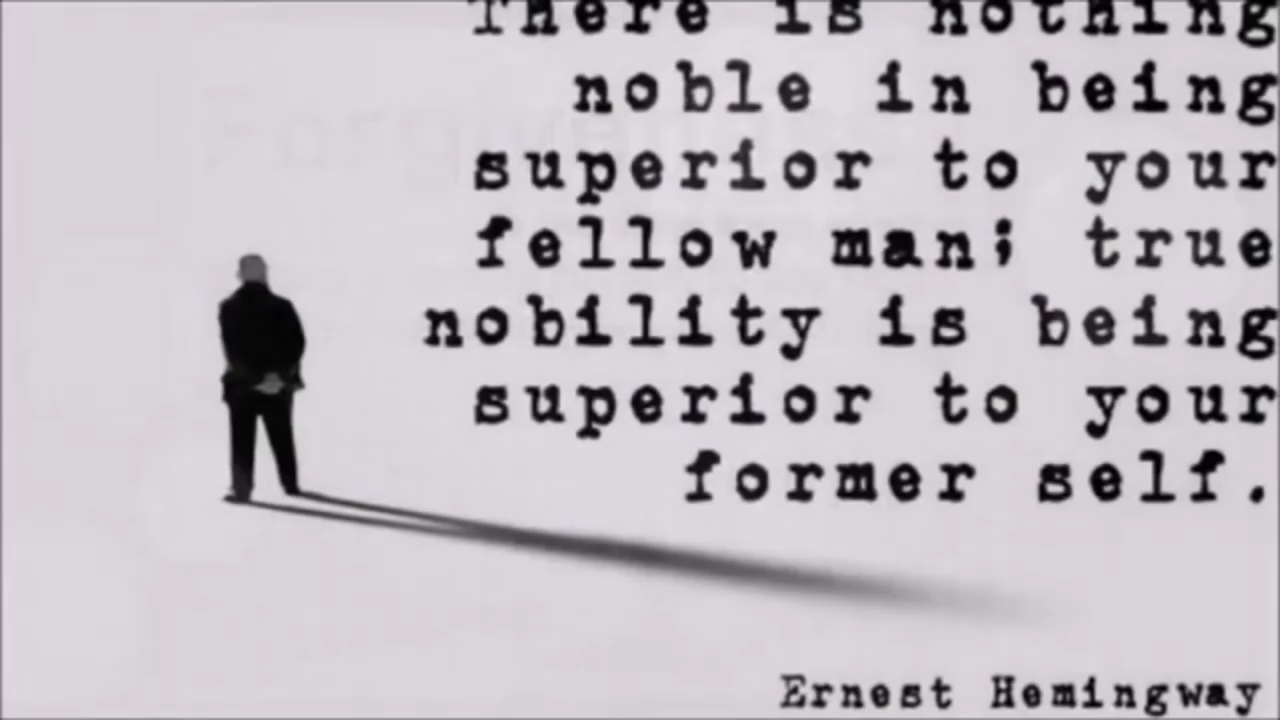 There is nothing
noble in being
superior to your
fellow man; true
nobility is being
superior to your
former self.
Ernest Hemingway